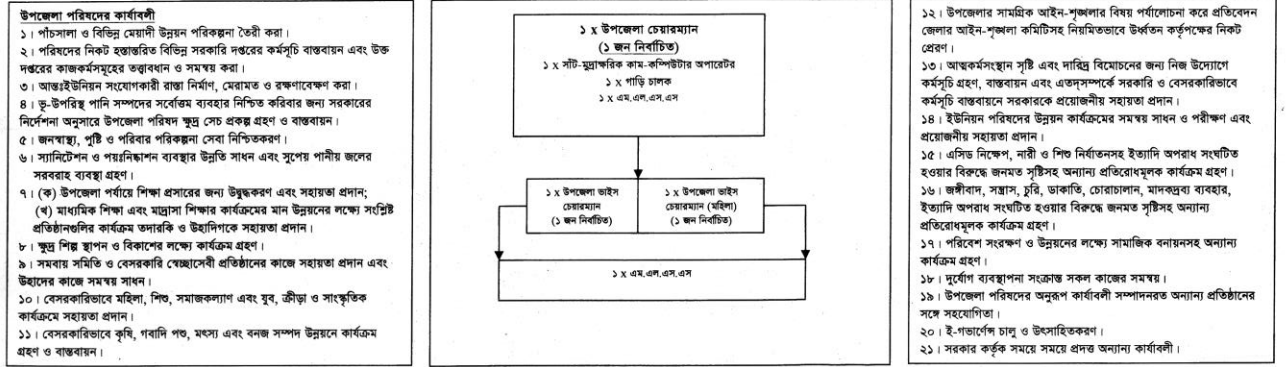 উপজেলা পরিষদের কার্যাবলী
১। পাঁচসালা ও বিভিন্ন মেয়াদী উন্নয়ন পরিকল্পনা তৈরী করা।
২। পরিষদের নিকট হস্তান্তরিত বিভিন্ন সরকারি দপ্তরের কর্মসূচি বাস্তবায়ন এবং উক্ত
দপ্তরের কাজকর্মসমূহের তত্ত্বাবধান ও সমন্বয় করা।
৩। আন্তঃইউনিয়ন সংযোগকারী রাস্তা নির্মাণ, মেরামত ও রক্ষণাবেক্ষণ করা।
৪। ভূ-উপরিস্থ পানি সম্পদের সর্বোত্তম ব্যবহার নিশ্চিত করিবার জন্য সরকারের
নির্দেশনা অনুসারে উপজেলা পরিষদ ক্ষুদ্র সেচ প্রকল্প গ্রহণ ও বাস্তবায়ন।
৫। জনস্বাস্থ্য, পুষ্টি ও পরিবার পরিকল্পনা সেবা নিশ্চিতকরণ।
৬। স্যানিটেশন ও পয়ঃনিষ্কাশন ব্যবস্থার উন্নতি সাধন এবং সুপেয় পানীয় জলের
সরবরাহ ব্যবস্থা গ্রহণ।
৭। (ক) উপজেলা পর্যায়ে শিক্ষা প্রসারের জন্য উদ্বুদ্ধকরণ এবং সহায়তা প্রদান;
(খ) মাধ্যমিক শিক্ষা এবং মাদ্রাসা শিক্ষার কার্যক্রমের মান উন্নয়নের লক্ষ্যে সংশ্লিষ্ট
প্রতিষ্ঠানগুলির কার্যক্রম তদারকি ও উহাদিগকে সহায়তা প্রদান।
৮। ক্ষুদ্র শিল্প স্থাপন ও বিকাশের লক্ষ্যে কার্যক্রম গ্রহণ।
৯। সমবায় সমিতি ও বেসরকারি স্বেচ্ছাসেবী প্রতিষ্ঠানের কাজে সহায়তা প্রদান এবং
উহাদের কাজে সমন্বয় সাধন।
১০। বেসরকারিভাবে মহিলা, শিশু, সমাজকল্যাণ এবং যুব, ক্রীড়া ও সাংস্কৃতিক
কার্যক্রমে সহায়তা প্রদান।
১১। বেসরকারিভাবে কৃষি, গবাদি পশু, মৎস্য এবং বনজ সম্পদ উন্নয়নে কার্যক্রম
গ্রহণ ও বাস্তবায়ন।
১ x উপজেলা চেয়ারম্যান
(১ জন নির্বাচিত)
১ x সাঁট-মুদ্রাক্ষরিক কাম-কম্পিউটার অপারেটর
১ x গাড়ি চালক
১ x এম.এল.এস.এস
১ x উপজেলা ভাইস
চেয়ারম্যান
(১ জন নির্বাচিত)
১ x উপজেলা ভাইস
চেয়ারম্যান (মহিলা)
(১ জন নির্বাচিত)
১ x এম.এল.এস.এস
১২। উপজেলার সামগ্রিক আইন-শৃঙ্খলার বিষয় পর্যালোচনা করে প্রতিবেদন
জেলার আইন-শৃঙ্খলা কমিটিসহ নিয়মিতভাবে উর্ধ্বতন কর্তৃপক্ষের নিকট
প্রেরণ।
১৩। আত্মকর্মসংস্থান সৃষ্টি এবং দারিদ্র বিমোচনের জন্য নিজ উদ্যোগে
কর্মসূচি গ্রহণ, বাস্তবায়ন এবং এতদ্‌সম্পর্কে সরকারি ও বেসরকারিভাবে
কর্মসূচি বাস্তবায়নে সরকারকে প্রয়োজনীয় সহায়তা প্রদান।
১৪। ইউনিয়ন পরিষদের উন্নয়ন কার্যক্রমের সমন্বয় সাধন ও পরীক্ষণ এবং
প্রয়োজনীয় সহায়তা প্রদান।
১৫। এসিড নিক্ষেপ, নারী ও শিশু নির্যাতনসহ ইত্যাদি অপরাধ সংঘটিত
হওয়ার বিরুদ্ধে জনমত সৃষ্টিসহ অন্যান্য প্রতিরোধমূলক কার্যক্রম গ্রহণ।
১৬। জঙ্গীবাদ, সন্ত্রাস, চুরি, ডাকাতি, চোরাচালান, মাদকদ্রব্য ব্যবহার,
ইত্যাদি অপরাধ সংঘটিত হওয়ার বিরুদ্ধে জনমত সৃষ্টিসহ অন্যান্য
প্রতিরোধমূলক কার্যক্রম গ্রহণ।
১৭। পরিবেশ সংরক্ষণ ও উন্নয়নের লক্ষ্যে সামাজিক বনায়নসহ অন্যান্য
কার্যক্রম গ্রহণ।
১৮। দুর্যোগ ব্যবস্থাপনা সংক্রান্ত সকল কাজের সমন্বয়।
১৯। উপজেলা পরিষদের অনুরূপ কার্যাবলী সম্পাদনরত অন্যান্য প্রতিষ্ঠানের
সঙ্গে সহযোগিতা।
২০। ই-গভার্ণেন্স চালু ও উৎসাহিতকরণ।
২১। সরকার কর্তৃক সময়ে সময়ে প্রদত্ত অন্যান্য কার্যাবলী।